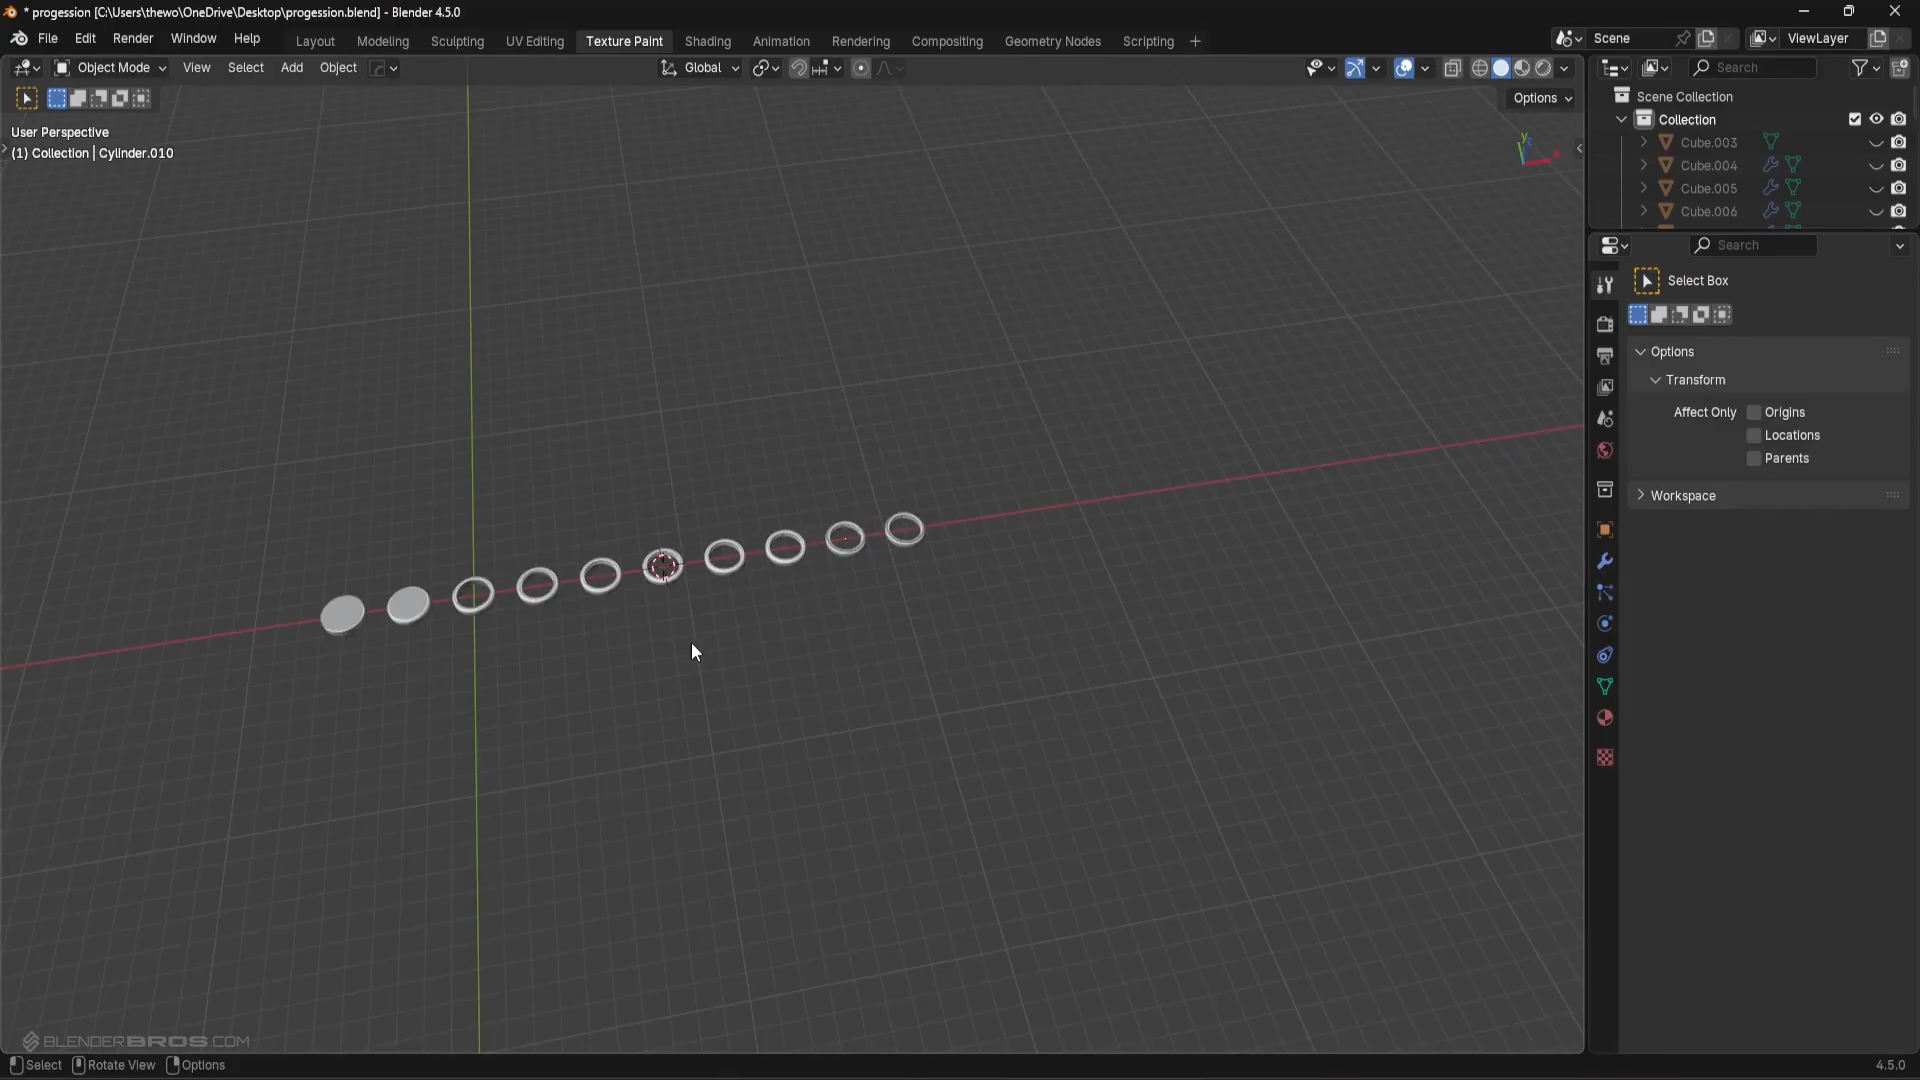 * progession [C:\Users\thewo\OneDrive\Desktop\progession.blend] - Blender 4.5.0
File Edit Render Window Help Layout Modeling Sculpting UV Editing Texture Paint Shading Animation Rendering Compositing Geometry Nodes Scripting + Scene ViewLayer
Object Mode View Select Add Object Global Search
Options
User Perspective
(1) Collection | Cylinder.010
Scene Collection
Collection
Cube.003
Cube.004
Cube.005
Cube.006
Search
Select Box
Options
Transform
Affect Only Origins
Locations
Parents
Workspace
Y
X
BLENDERBROS.COM
Select Rotate View Options 4.5.0